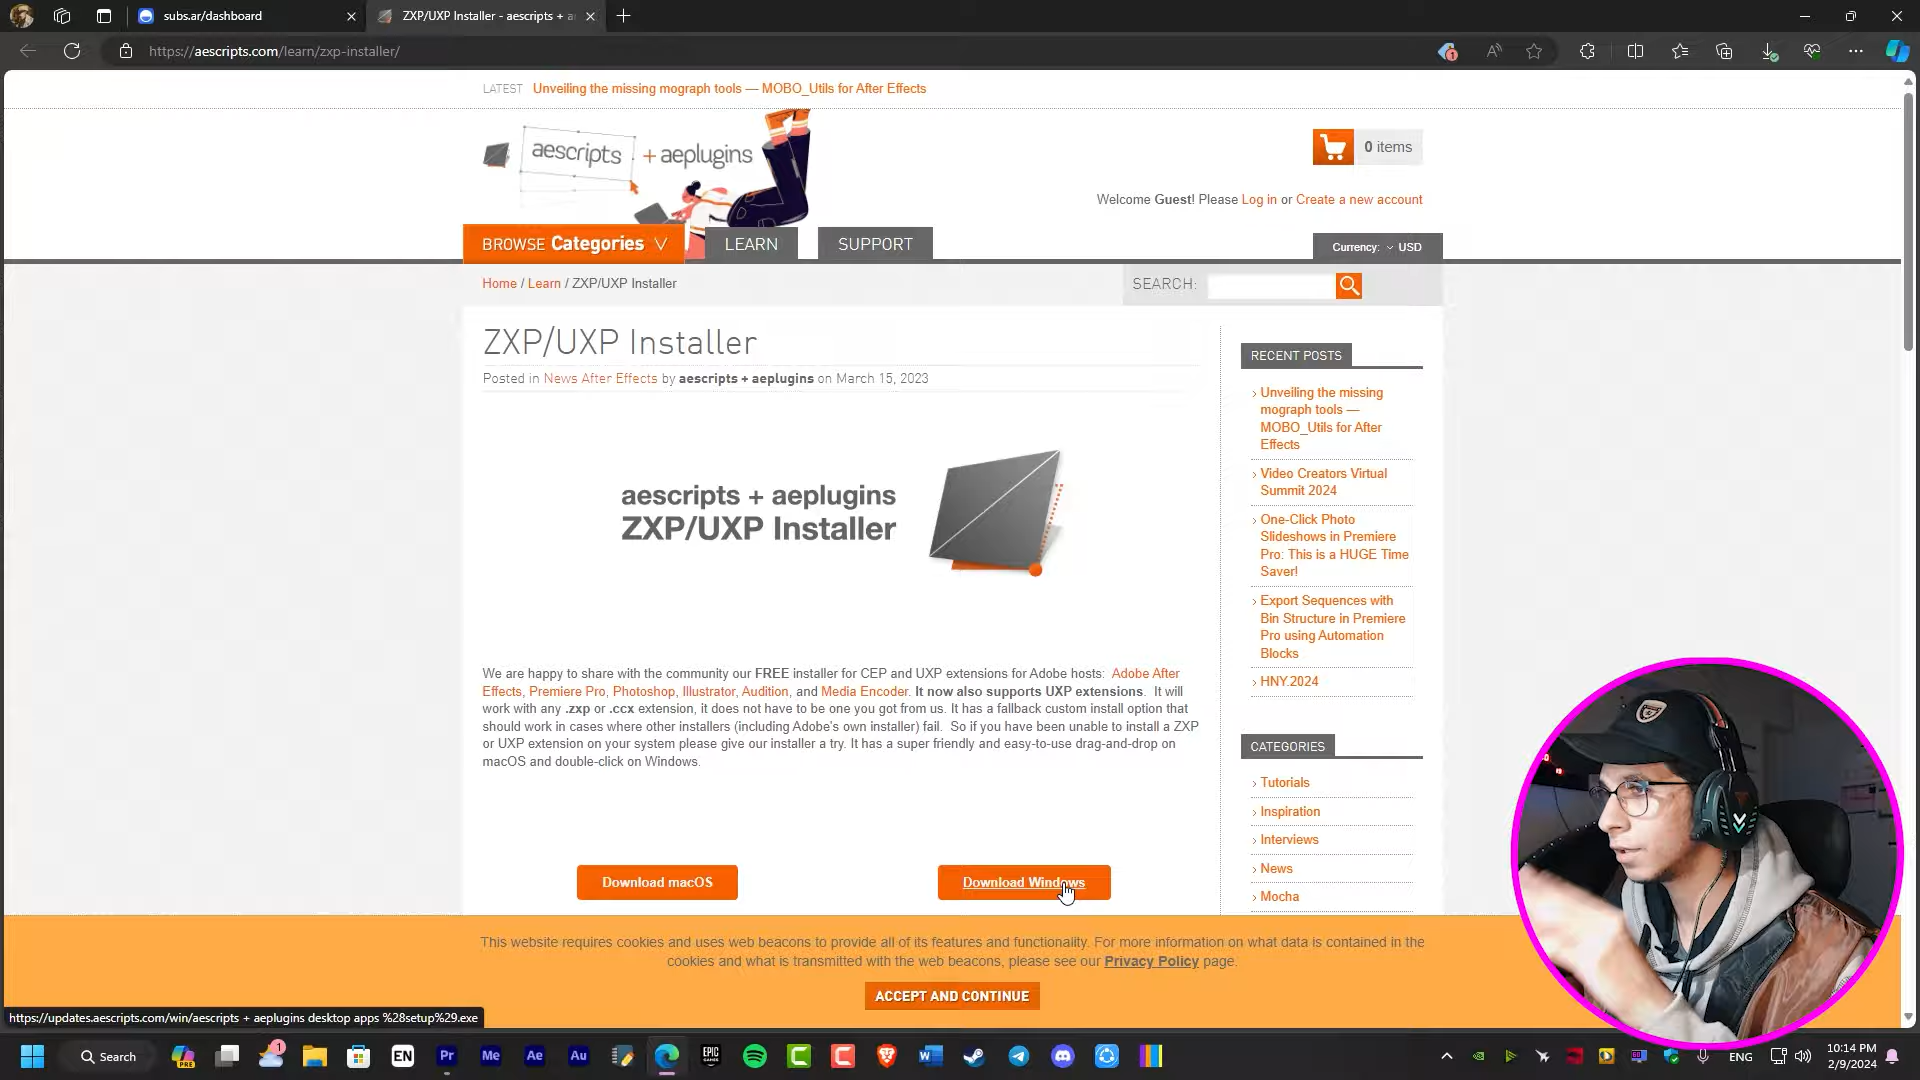 subs.ar/dashboard
ZXP/UXP Installer - aescripts + a
https://aescripts.com/learn/zxp-installer/
1
LATEST Unveiling the missing mograph tools — MOBO_Utils for After Effects
aescripts + aeplugins
0 items
Welcome Guest! Please Log in or Create a new account
BROWSE Categories
LEARN
SUPPORT
Currency: USD
Home / Learn / ZXP/UXP Installer
SEARCH:
ZXP/UXP Installer
Posted in News After Effects by aescripts + aeplugins on March 15, 2023
aescripts + aeplugins
ZXP/UXP Installer
We are happy to share with the community our FREE installer for CEP and UXP extensions for Adobe hosts: Adobe After
Effects, Premiere Pro, Photoshop, Illustrator, Audition, and Media Encoder. It now also supports UXP extensions. It will
work with any .zxp or .ccx extension, it does not have to be one you got from us. It has a fallback custom install option that
should work in cases where other installers (including Adobe's own installer) fail. So if you have been unable to install a ZXP
or UXP extension on your system please give our installer a try. It has a super friendly and easy-to-use drag-and-drop on
macOS and double-click on Windows.
Download macOS
Download Windows
RECENT POSTS
Unveiling the missing
mograph tools —
MOBO_Utils for After
Effects
Video Creators Virtual
Summit 2024
One-Click Photo
Slideshows in Premiere
Pro: This is a HUGE Time
Saver!
Export Sequences with
Bin Structure in Premiere
Pro using Automation
Blocks
HNY.2024
CATEGORIES
Tutorials
Inspiration
Interviews
News
Mocha
This website requires cookies and uses web beacons to provide all of its features and functionality. For more information on what data is contained in the
cookies and what is transmitted with the web beacons, please see our Privacy Policy page.
ACCEPT AND CONTINUE
https://updates.aescripts.com/win/aescripts + aeplugins desktop apps %28setup%29.exe
Search
PRE
1
EN
Pr
Me
Ae
Au
EPIC
GAMES
ENG
10:14 PM
2/9/2024